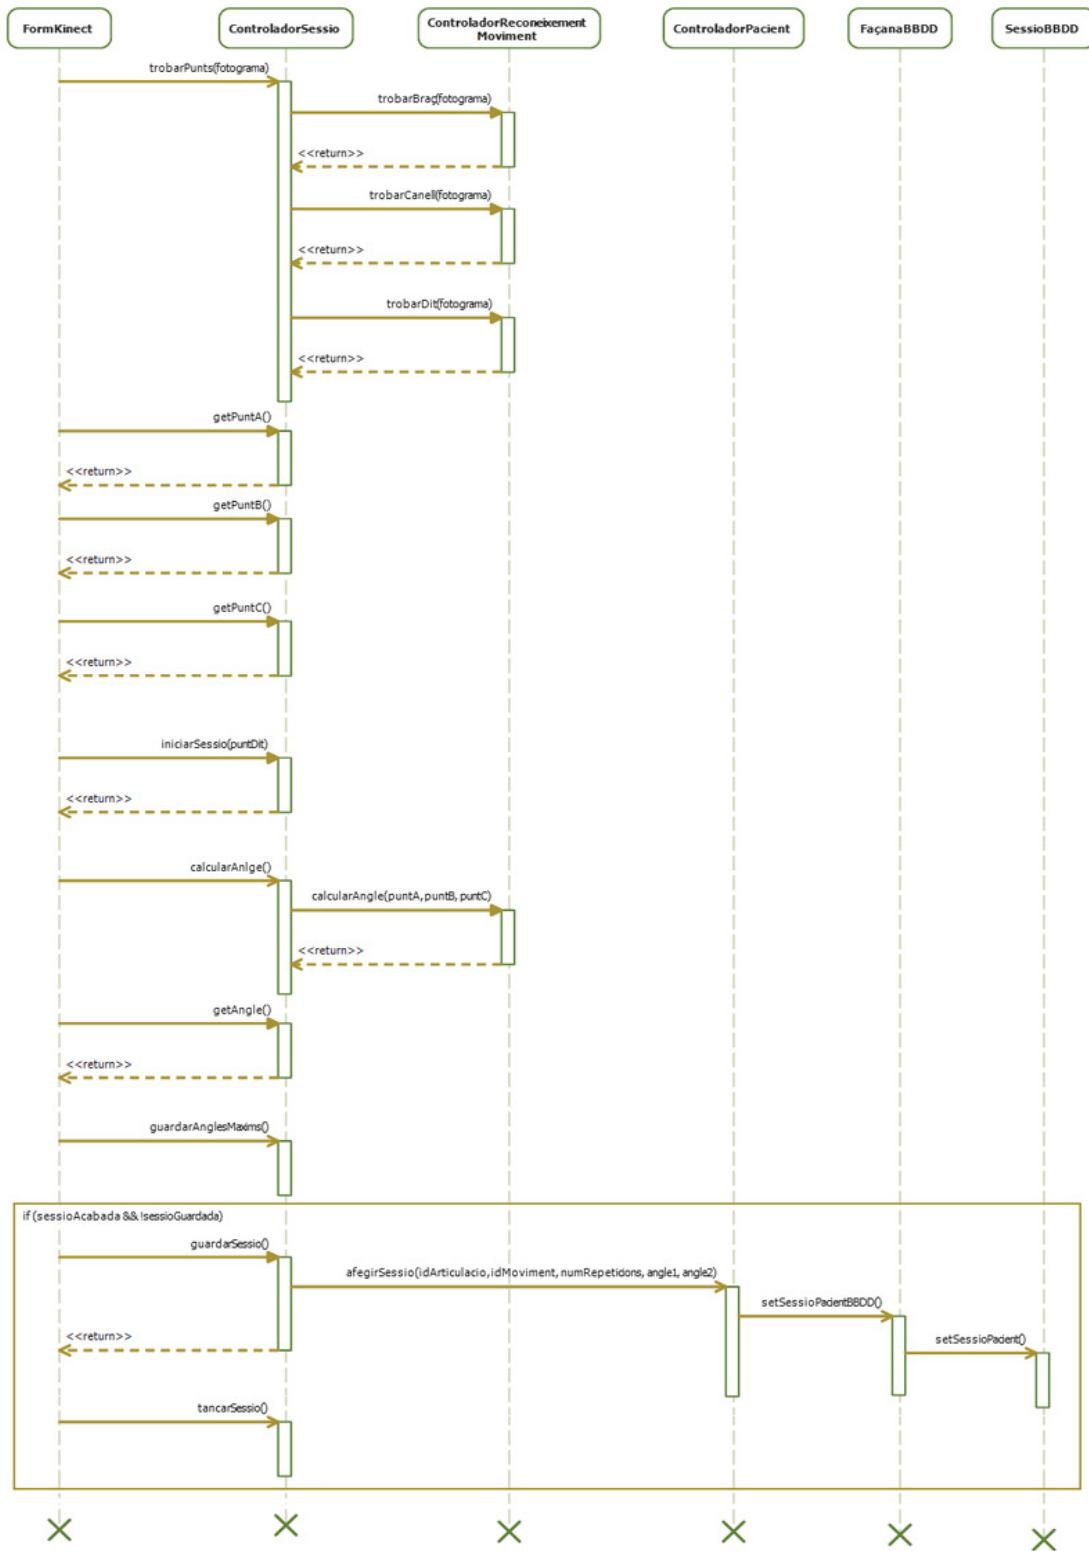 FormKinect
ControladorSessio
ControladorReconeixement
Moviment
ControladorPacient
FaçanaBBDD
SessioBBDD
trobarPunts(fotograma)
trobarBraç(fotograma)
<<return>>
trobarCanell(fotograma)
<<return>>
trobarDit(fotograma)
<<return>>
getPuntA()
<<return>>
getPuntB()
<<return>>
getPuntC()
<<return>>
iniciarSessio(puntDit)
<<return>>
calcularAnlge()
calcularAngle(puntA, puntB, puntC)
<<return>>
getAngle()
<<return>>
guardarAnglesMaxims()
if (sessioAcabada && !sessioGuardada)
guardarSessio()
afegirSessio(idArticulacio, idMoviment, numRepeticions, angle1, angle2)
setSessioPacientBBDD()
<<return>>
setSessioPacient()
tancarSessio()